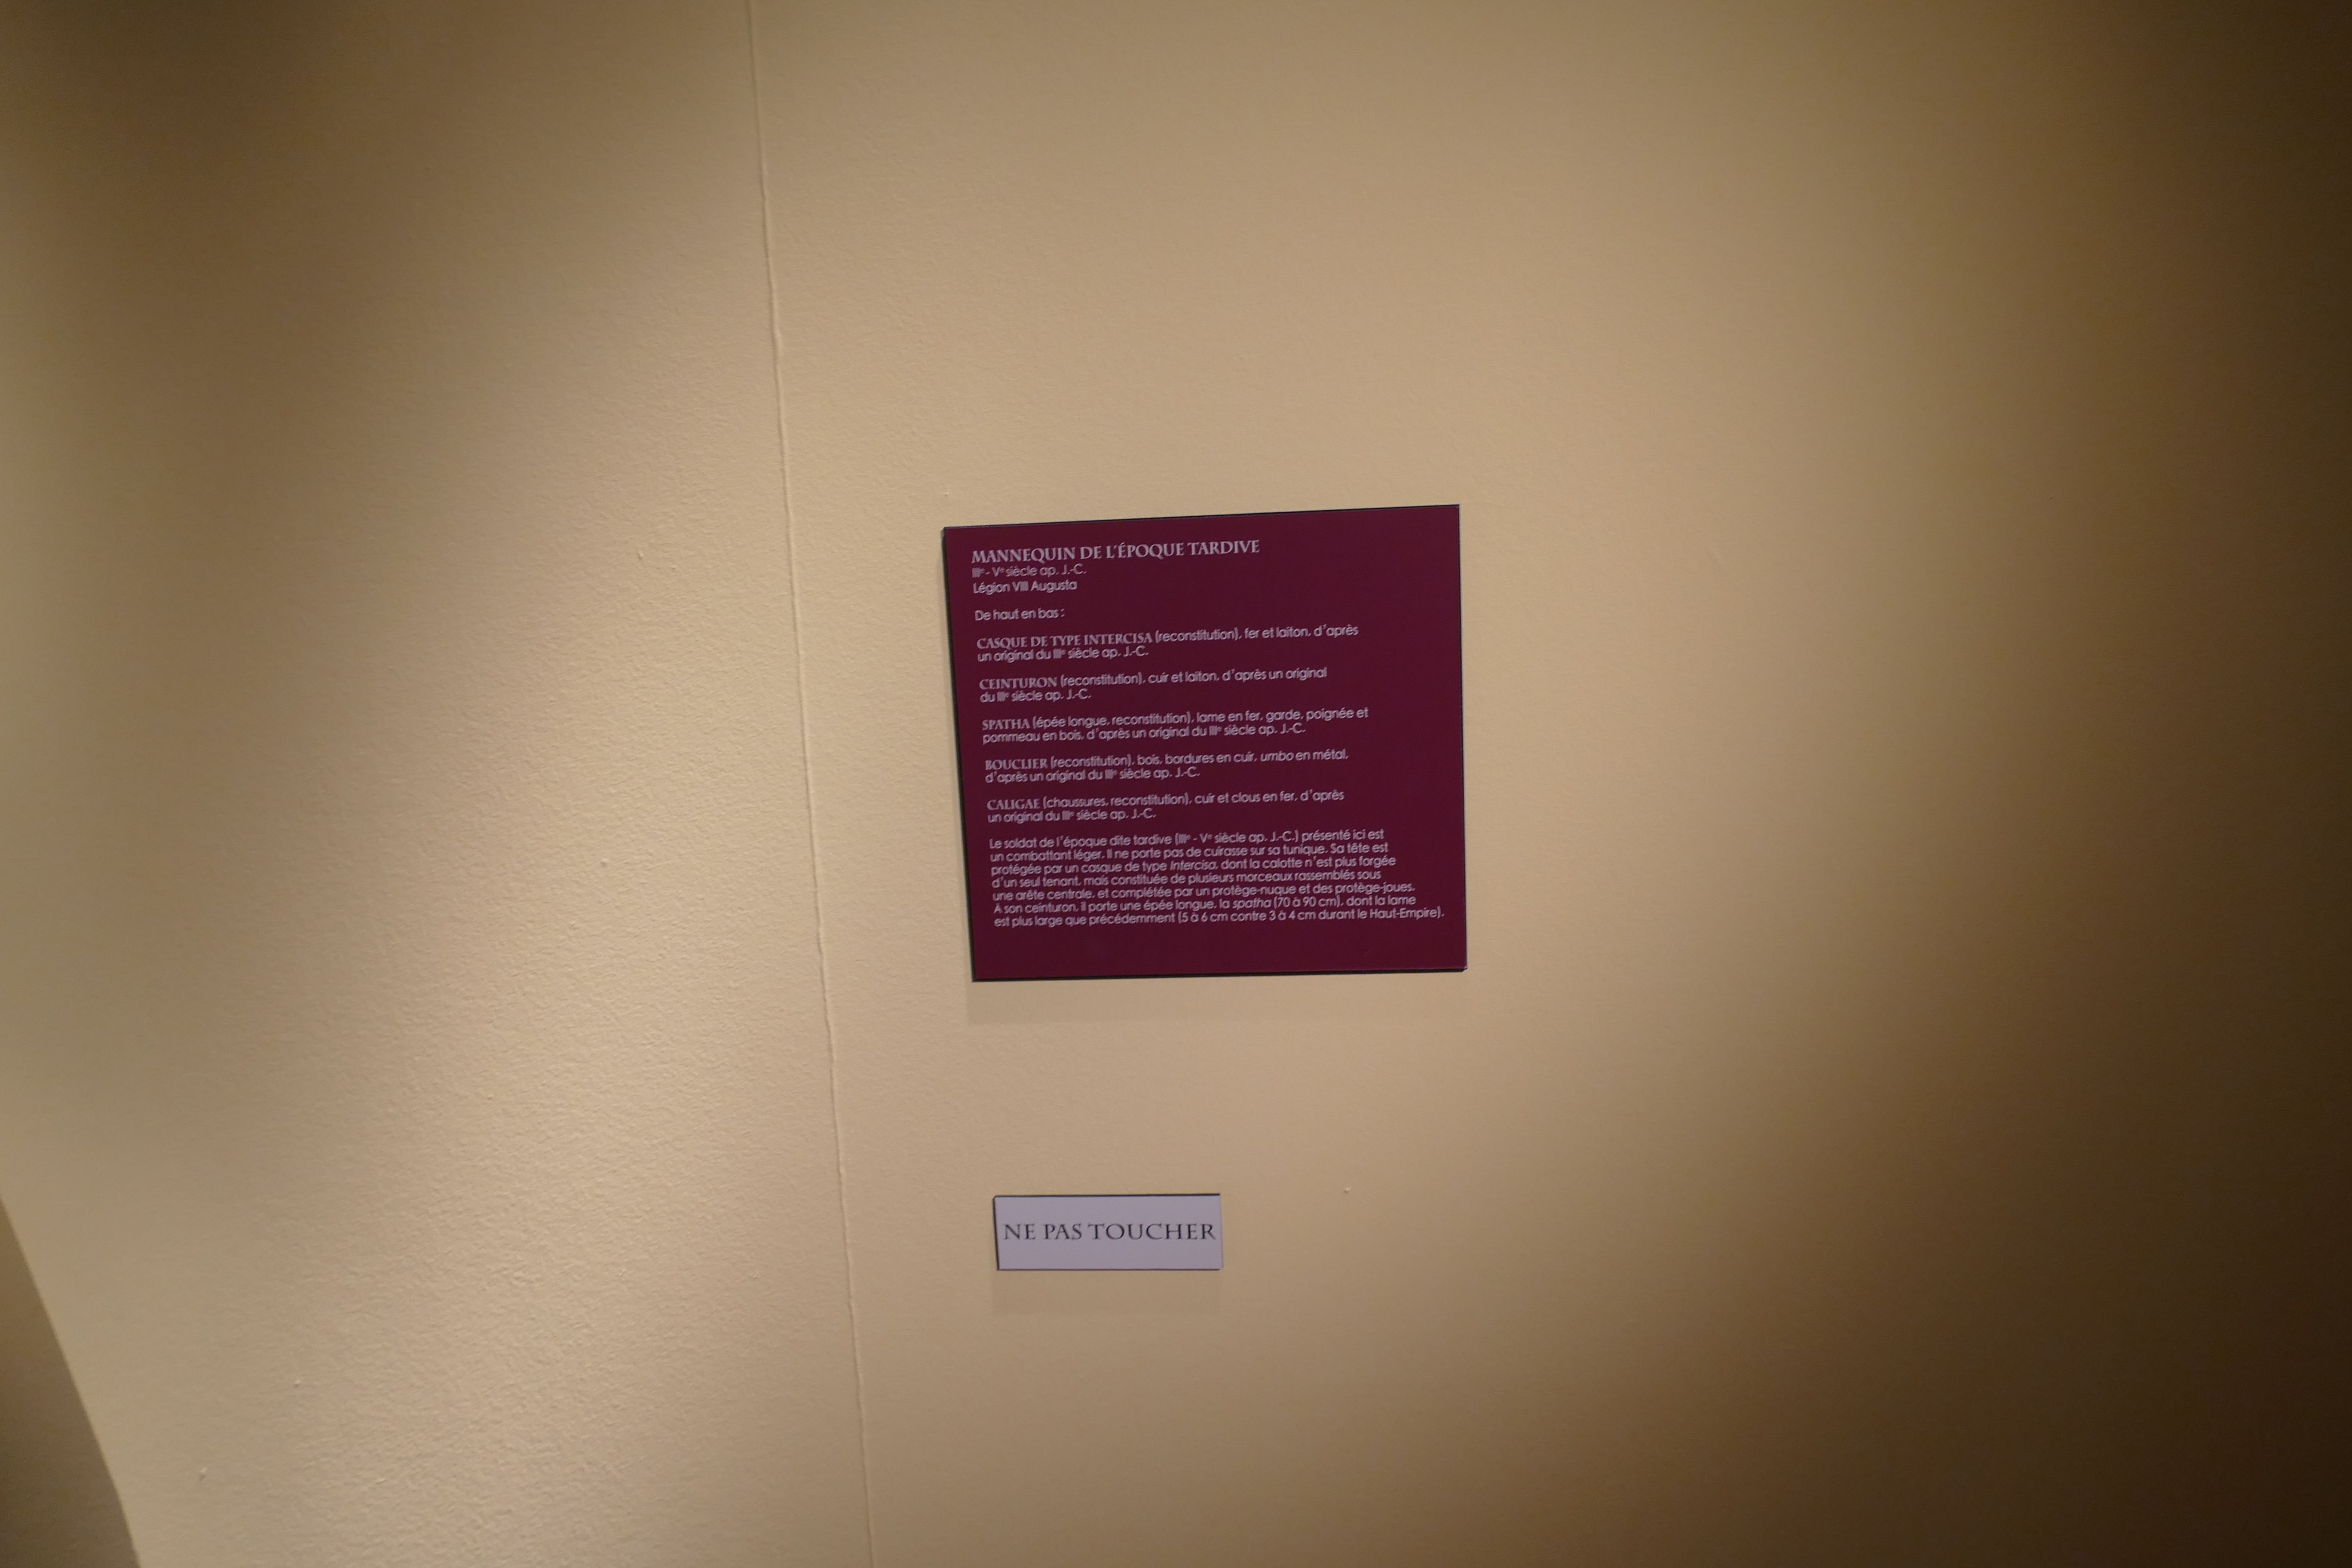 MANNEQUIN DE L'ÉPOQUE TARDIVE
IIIᵉ - Vᵉ siècle ap. J.-C.
Légion VIII Augusta
De haut en bas :
CASQUE DE TYPE INTERCISA (reconstitution), fer et laiton, d'après
un original du IIIᵉ siècle ap. J.-C.
CEINTURON (reconstitution), cuir et laiton, d'après un original
du IIIᵉ siècle ap. J.-C.
SPATHA (épée longue, reconstitution), lame en fer, garde, poignée et
pommeau en bois, d'après un original du IIIᵉ siècle ap. J.-C.
BOUCLIER (reconstitution), bois, bordures en cuir, umbo en métal,
d'après un original du IIIᵉ siècle ap. J.-C.
CALIGAE (chaussures, reconstitution), cuir et clous en fer, d'après
un original du IIIᵉ siècle ap. J.-C.
Le soldat de l'époque dite tardive (IIIᵉ - Vᵉ siècle ap. J.-C.) présenté ici est
un combattant léger. Il ne porte pas de cuirasse sur sa tunique. Sa tête est
protégée par un casque de type Intercisa, dont la calotte n'est plus forgée
d'un seul tenant, mais constituée de plusieurs morceaux rassemblés sous
une arête centrale, et complétée par un protège-nuque et des protège-joues.
A son ceinturon, il porte une épée longue, la spatha (70 à 90 cm), dont la lame
est plus large que précédemment (5 à 6 cm contre 3 à 4 cm durant le Haut-Empire).
NE PAS TOUCHER